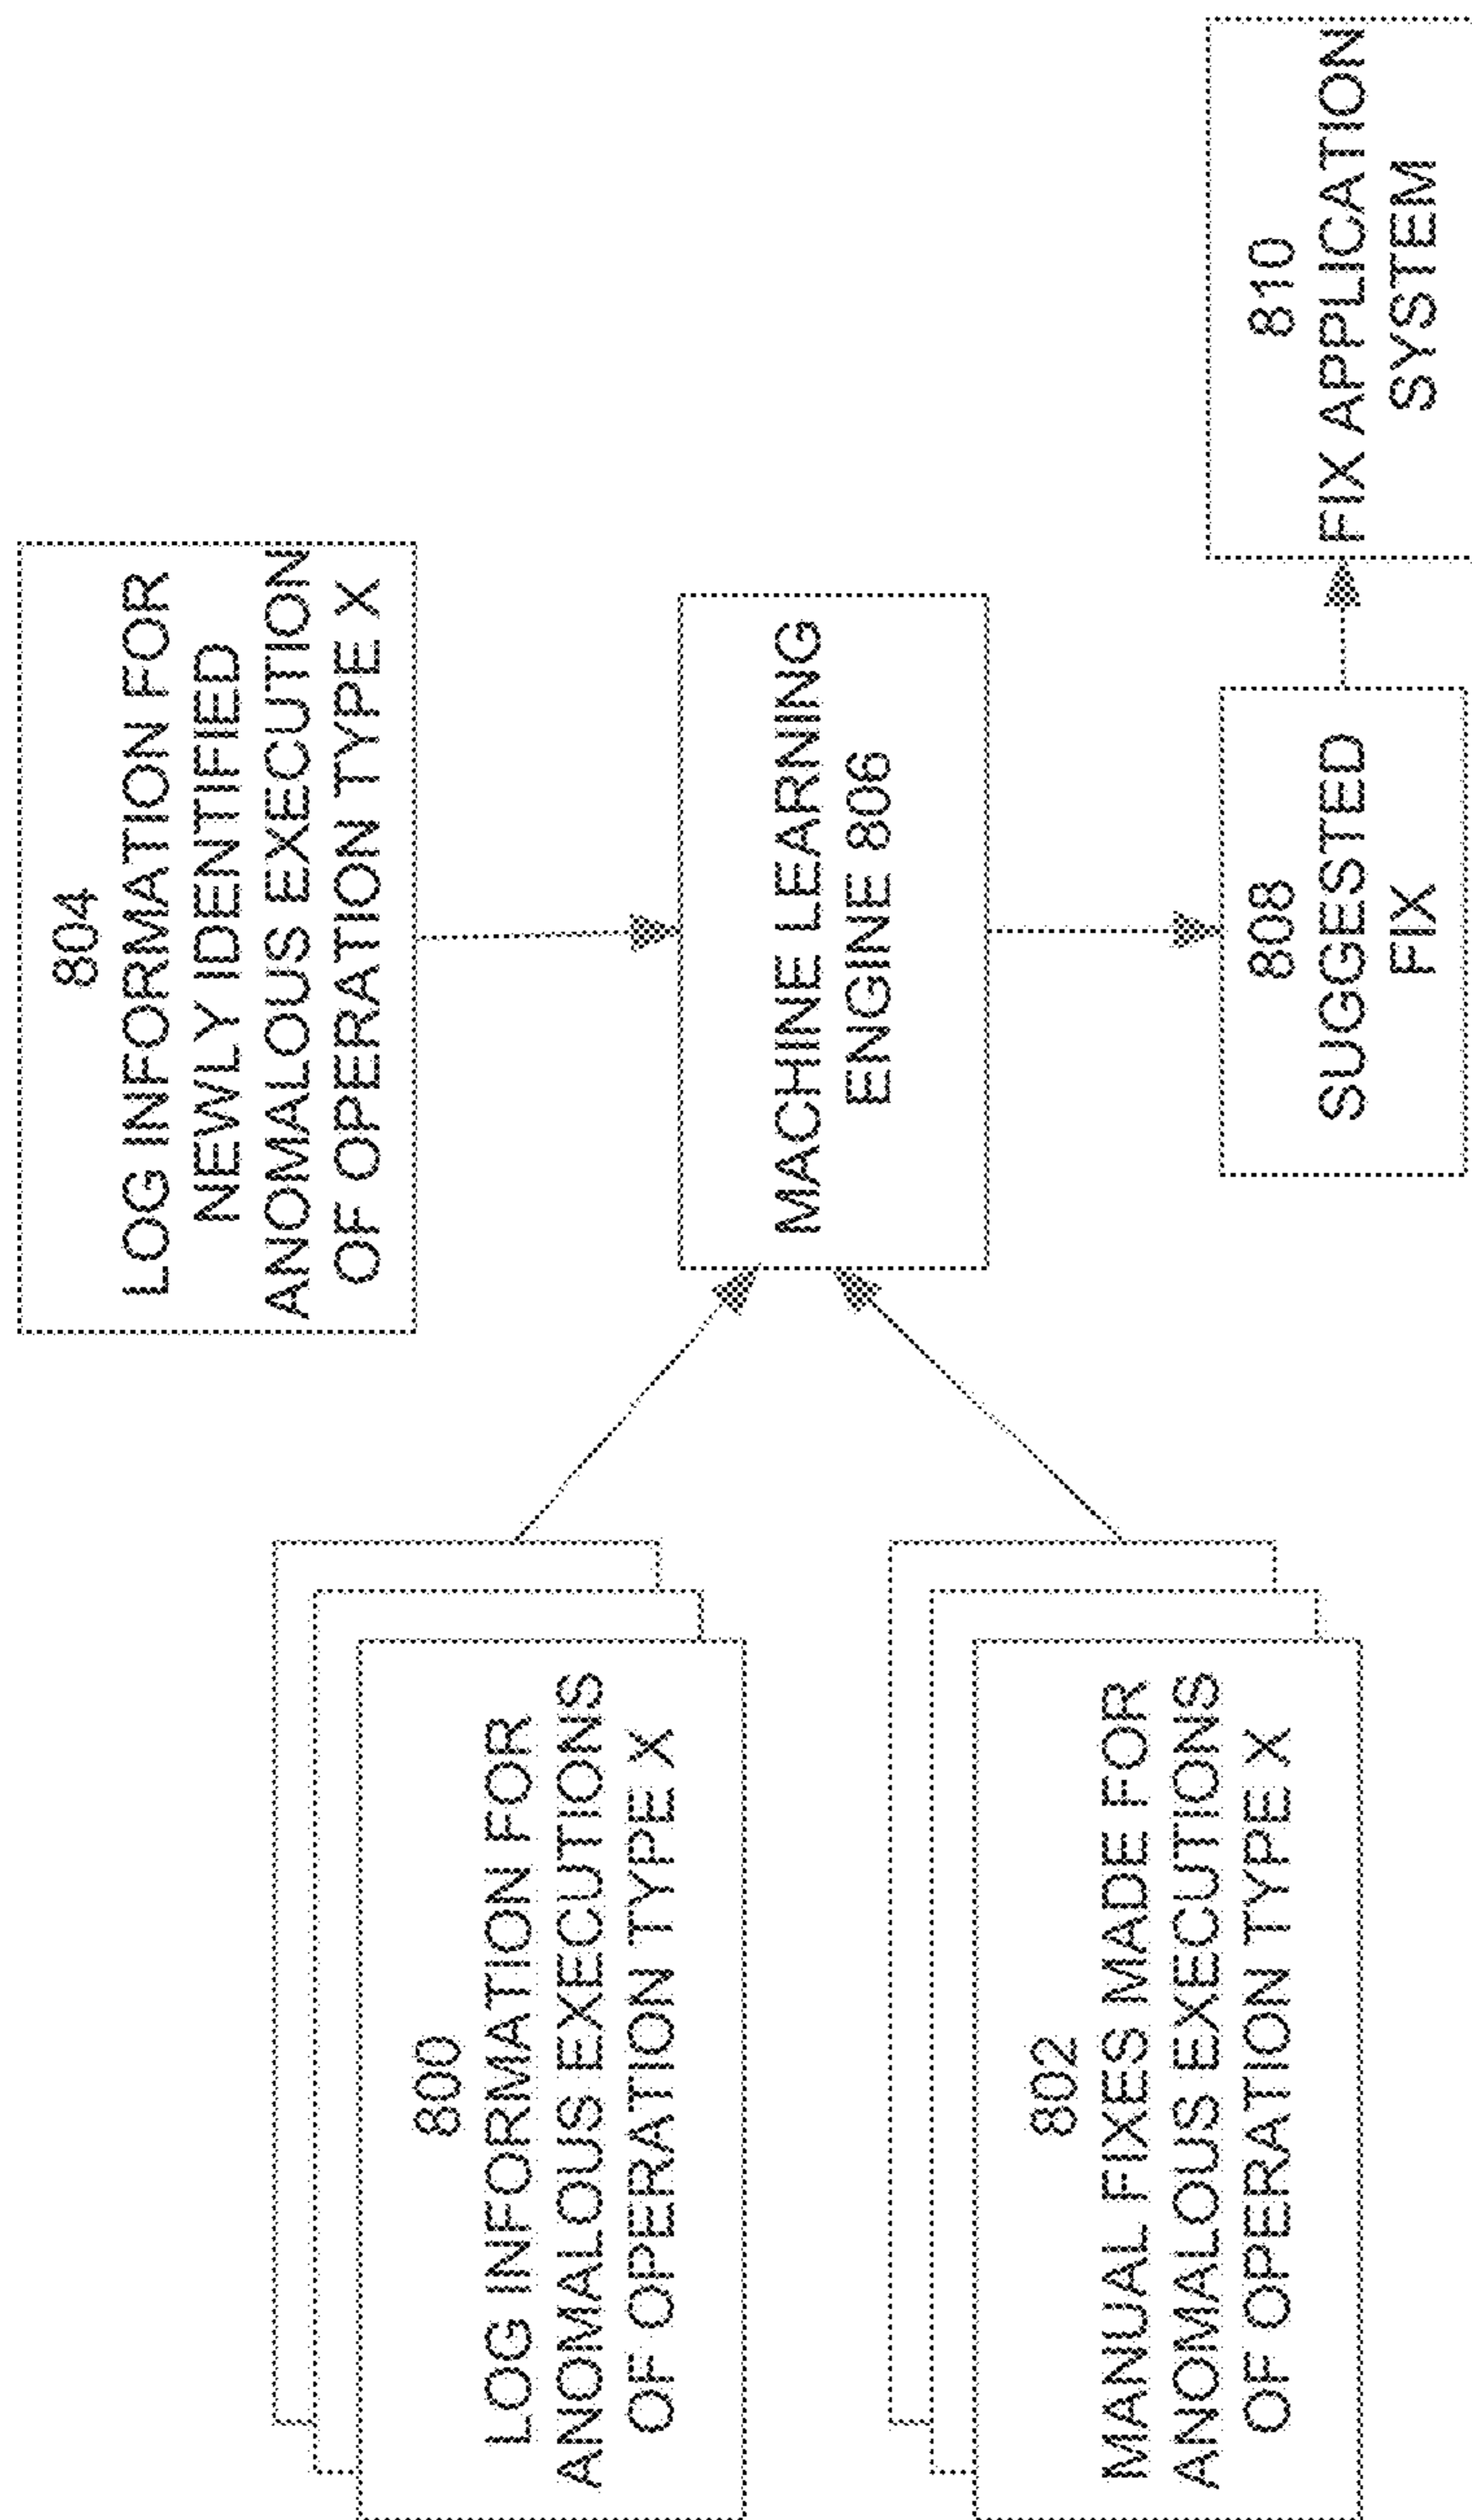 804
LOG INFORMATION FOR
NEWLY IDENTIFIED
ANOMALOUS EXECUTION
OF OPERATION TYPE X
800
LOG INFORMATION FOR
ANOMALOUS EXECUTIONS
OF OPERATION TYPE X
MACHINE LEARNING
ENGINE 806
802
MANUAL FIXES MADE FOR
ANOMALOUS EXECUTIONS
OF OPERATION TYPE X
808
SUGGESTED
FIX
810
FIX APPLICATION
SYSTEM